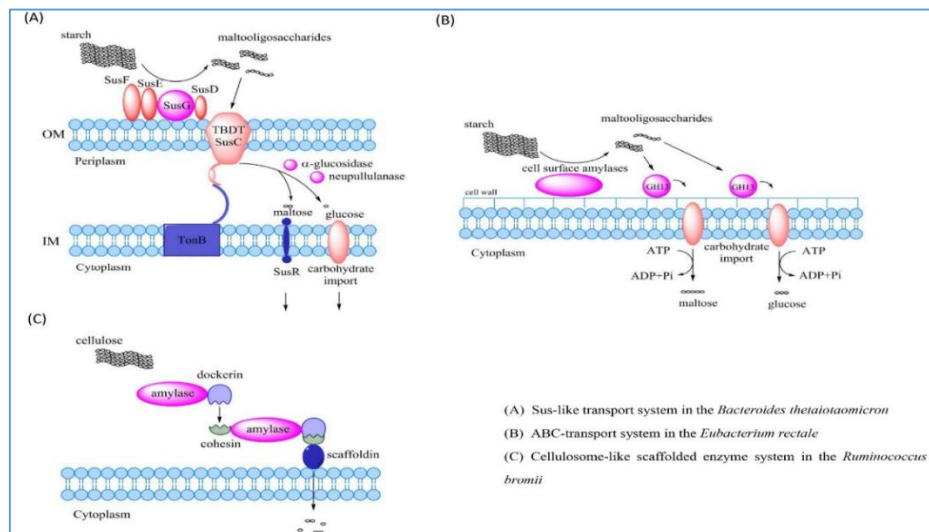 (A)
starch
maltooligosaccharides
SusF
SusE
SusG
SusD
OM
TBDT
SusC
Periplasm
α-glucosidase
neupullulanase
maltose
glucose
IM
TonB
Cytoplasm
SusR
carbohydrate
import
(B)
maltooligosaccharides
starch
cell surface amylases
GH13
GH13
cell wall
Cytoplasm
ATP
carbohydrate
import
ATP
ADP+Pi
ADP+Pi
maltose
glucose
(C)
cellulose
dockerin
amylase
amylase
cohesin
scaffoldin
Cytoplasm
(A) Sus-like transport system in the Bacteroides thetaiotaomicron
(B) ABC-transport system in the Eubacterium rectale
(C) Cellulosome-like scaffolded enzyme system in the Ruminococcus
bromii